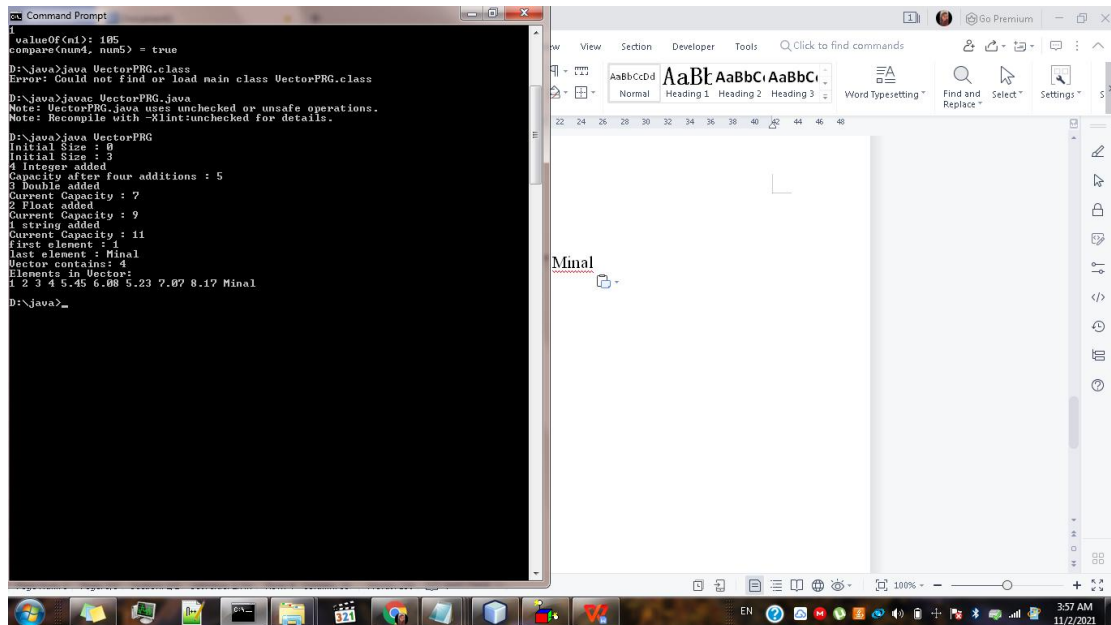 Command Prompt
1
valueOf(m1): 105
compare(num4, num5) = true
D:\java>java VectorPRG.class
Error: Could not find or load main class VectorPRG.class
D:\java>javac VectorPRG.java
Note: VectorPRG.java uses unchecked or unsafe operations.
Note: Recompile with -Xlint:unchecked for details.
D:\java>java VectorPRG
Initial Size : 0
Initial Size : 3
4 Integer added
Capacity after four additions : 5
3 Double added
Current Capacity : 7
2 Float added
Current Capacity : 9
1 string added
Current Capacity : 11
first element : 1
last element : Minal
Vector contains: 4
Elements in Vector:
1 2 3 4 5.45 6.08 5.23 7.07 8.17 Minal
D:\java>_
1
Go Premium
ew View Section Developer Tools Click to find commands
AaBbCcDd AaBb AaBbC AaBbC
Normal Heading 1 Heading 2 Heading 3 Word Typesetting Find and Replace Select Settings S
22 24 26 28 30 32 34 36 38 40 42 44 46 48
Minal
100%
321
EN
3:57 AM
11/2/2021